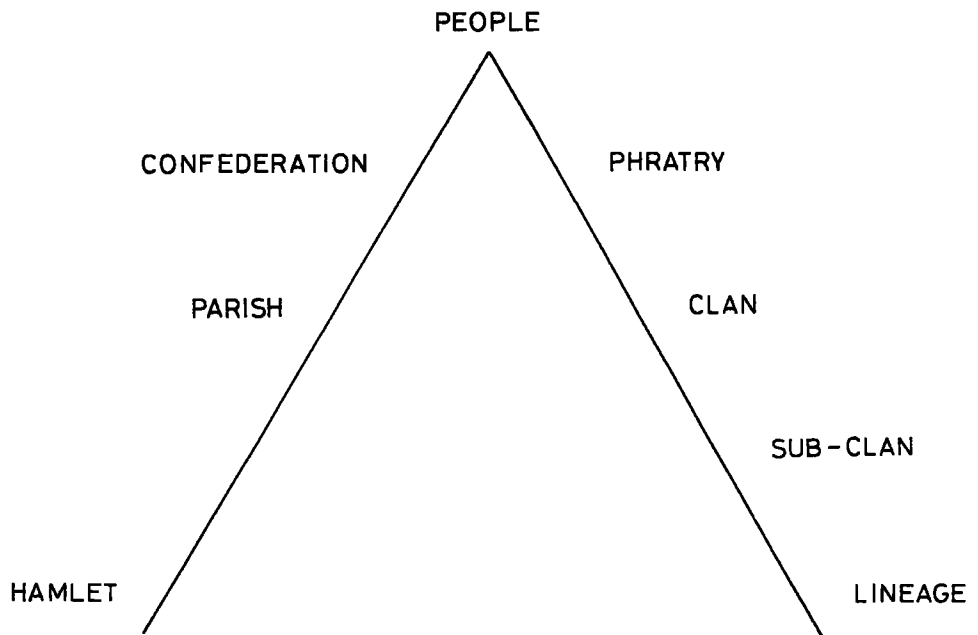 PEOPLE
CONFEDERATION
PHRATRY
PARISH
CLAN
SUB-CLAN
HAMLET
LINEAGE